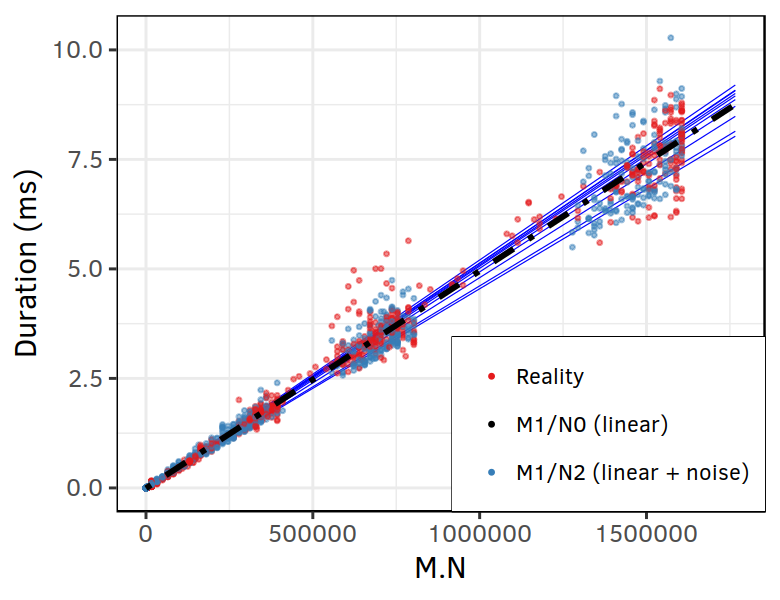 10.0
7.5
5.0
2.5
0.0
Duration (ms)
Reality
M1/N0 (linear)
M1/N2 (linear + noise)
0 500000 1000000 1500000
M.N